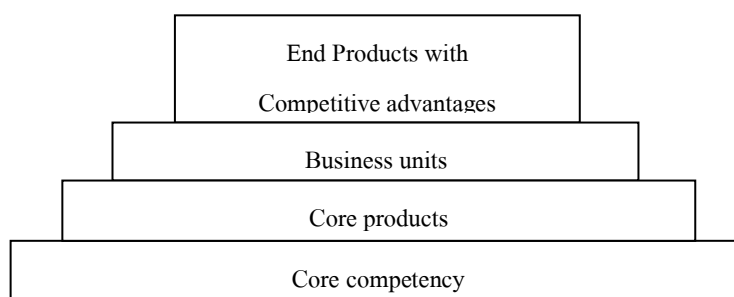 End Products with
Competitive advantages
Business units
Core products
Core competency